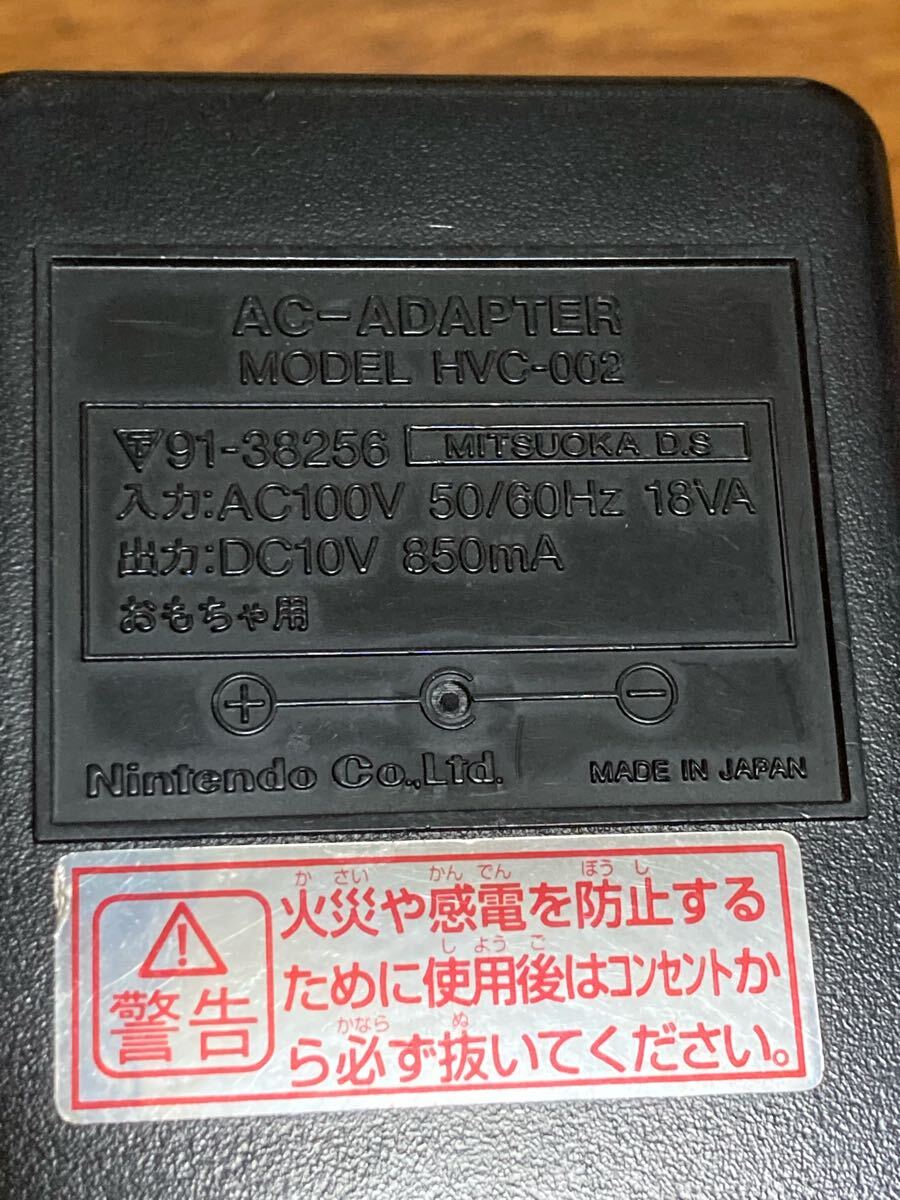 AC-ADAPTER
MODEL HVC-002
91-38256 MITSUOKA D.S
入力:AC100V 50/60Hz 18VA
出力:DC10V 850mA
おもちゃ用
Nintendo Co.,Ltd. MADE IN JAPAN
警告
かさい かんでん ぼうし
火災や感電を防止する
しようご
ために使用後はコンセントか
かなら ぬ
ら必ず抜いてください。